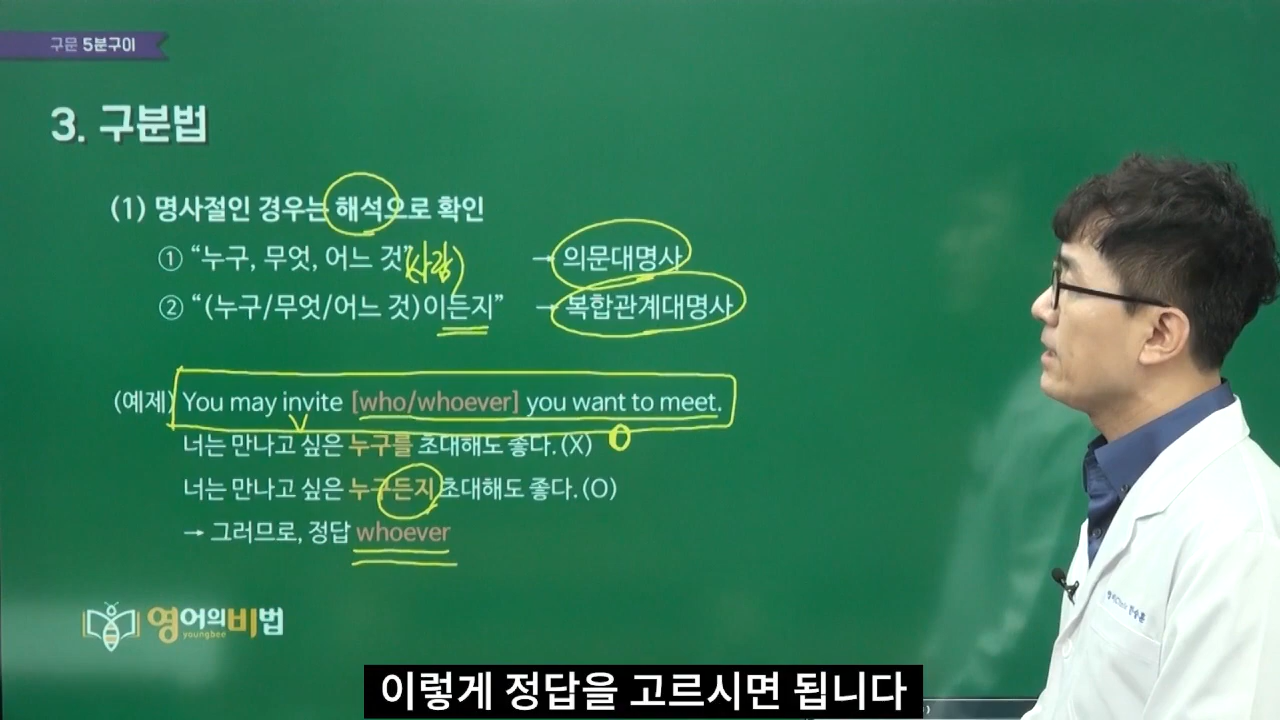 구문 5분구이
3. 구분법
(1) 명사절인 경우는 해석으로 확인
① “누구, 무엇, 어느 것” → 의문대명사
(사람)
② “(누구/무엇/어느 것)이든지” → 복합관계대명사
(예제) You may invite [who/whoever] you want to meet.
V
O
너는 만나고 싶은 누구를 초대해도 좋다. (X)
너는 만나고 싶은 누구든지 초대해도 좋다. (O)
→ 그러므로, 정답 whoever
영어의비법
youngbee
이렇게 정답을 고르시면 됩니다